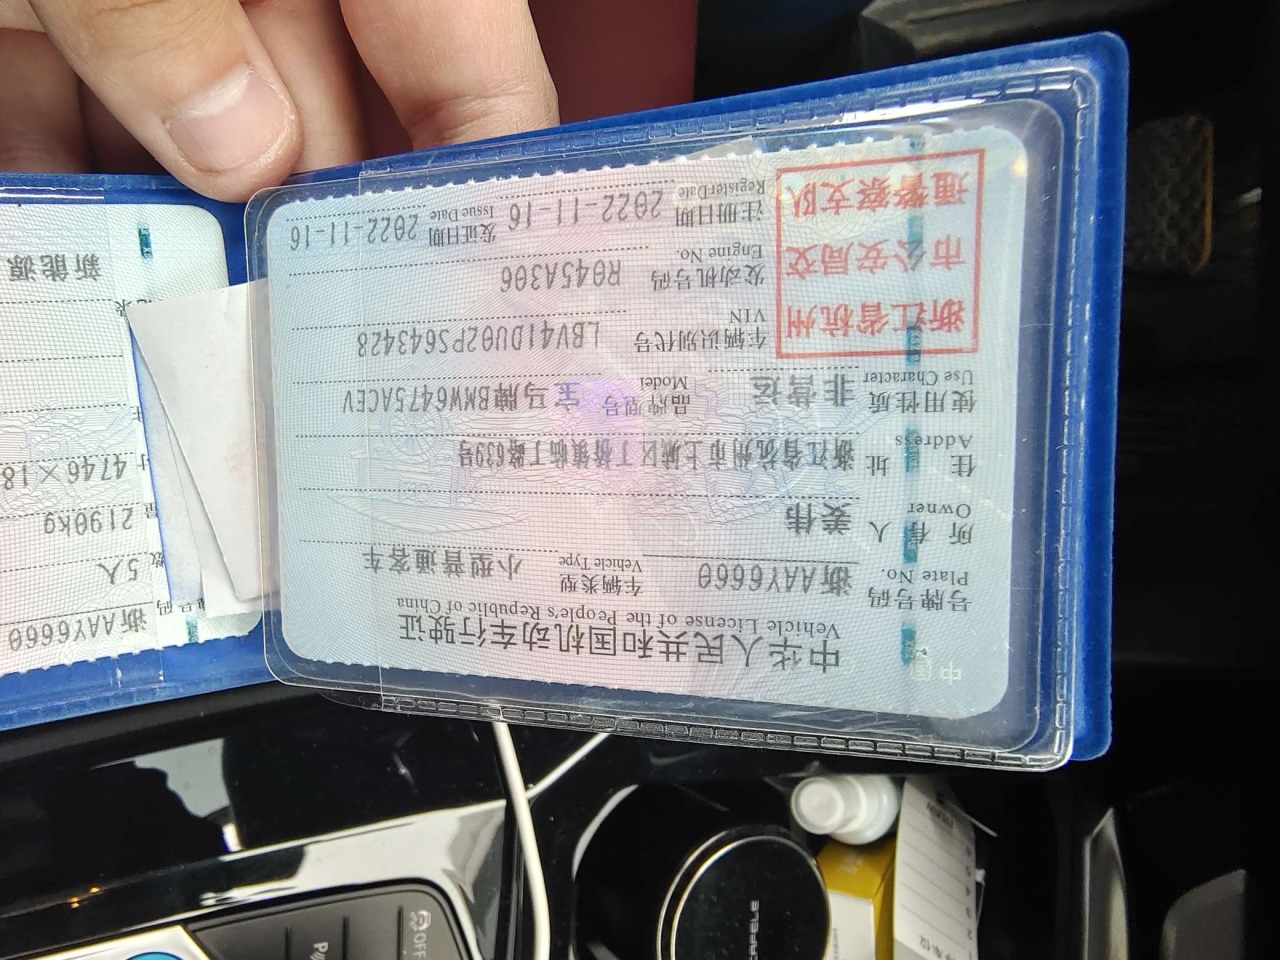 中华人民共和国机动车行驶证
Vehicle License of the People's Republic of China
号牌号码 浙AAY6660 车辆类型 小型普通客车
Plate No. Vehicle Type
所有人 姜伟
Owner
住址 浙江省杭州市上城区丁桥镇临丁路639号
Address
使用性质 非营运 品牌型号 宝马牌BMW6475ACEV
Use Character Model
浙江省杭州
市公安局交
通警察支队
车辆识别代号 LBV41DU02PS643428
VIN
发动机号码 R045A306
Engine No.
注册日期 2022-11-16 发证日期 2022-11-16
Register Date Issue Date
中国
浙AAY6660
5人
2190kg
4746×18
新能源
OFF
P
CAFELE